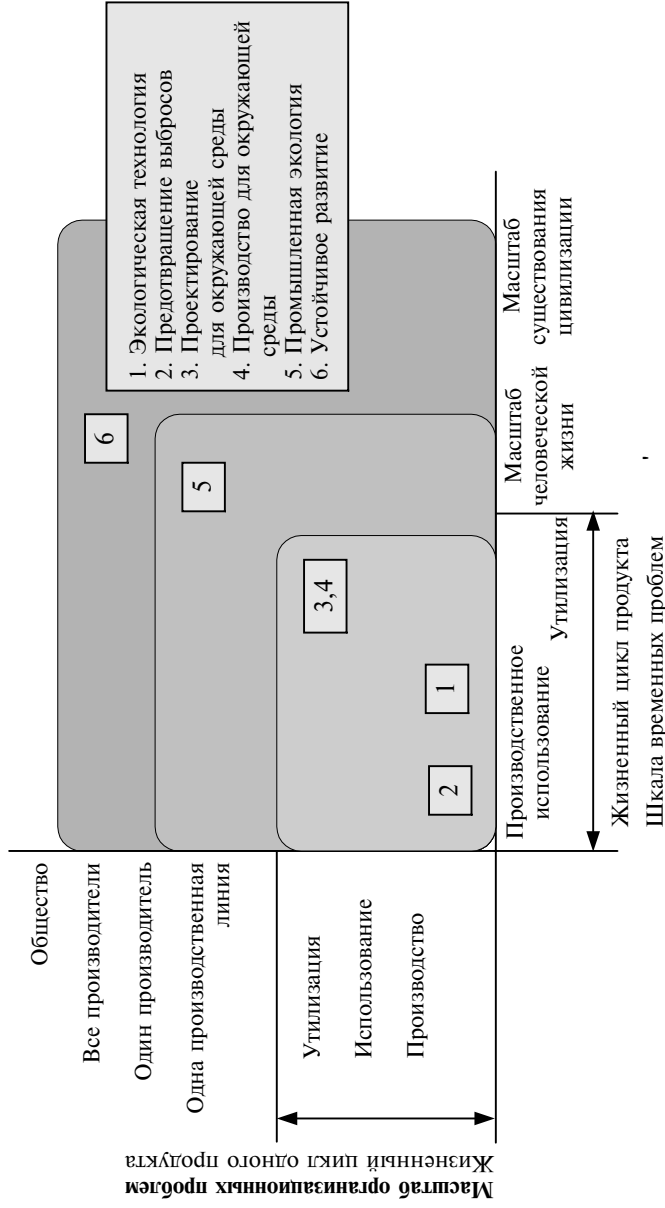 Масштаб организационных проблем
Жизненный цикл одного продукта
Общество
Все производители
Один производитель
Одна производственная
линия
Утилизация
Использование
Производство
6
5
3,4
1
2
1. Экологическая технология
2. Предотвращение выбросов
3. Проектирование
для окружающей среды
4. Производство для окружающей
среды
5. Промышленная экология
6. Устойчивое развитие
Производственное
использование
Утилизация
Масштаб
человеческой
жизни
Масштаб
существования
цивилизации
Жизненный цикл продукта
Шкала временных проблем